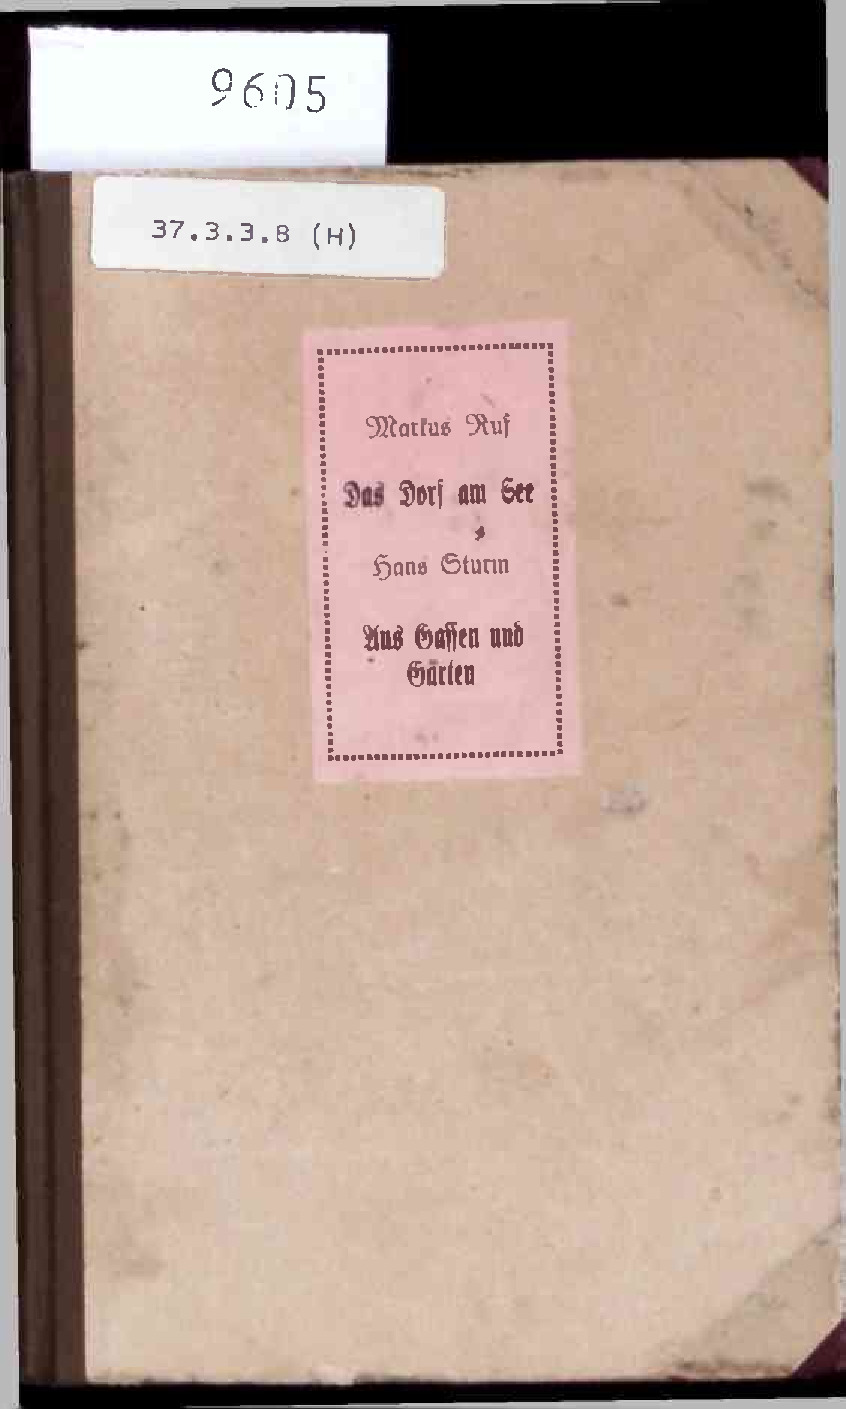 9605
37.3.3.8 (H)
Markus Ruf
Das Dorf am See
Hans Sturm
Aus Gassen und
Gärten